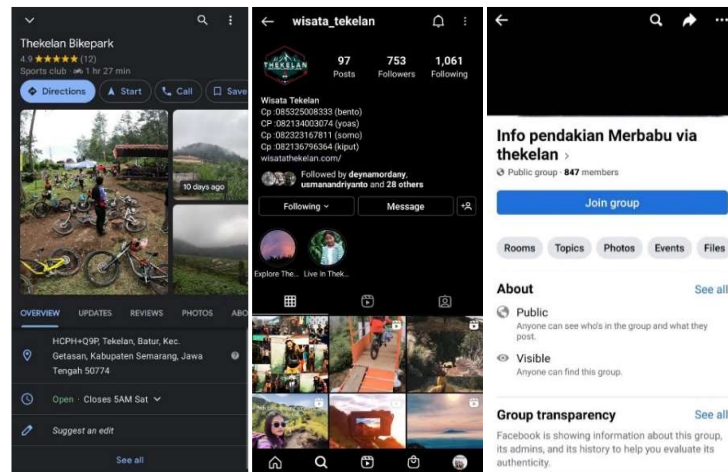 Thekelan Bikepark
4.9 ★★★★★ (12)
Sports club · 1 hr 27 min
Directions
Start
Call
Save
10 days ago
OVERVIEW
UPDATES
REVIEWS
PHOTOS
ABO
HCPH+Q9P, Tekelan, Batur, Kec.
Getasan, Kabupaten Semarang, Jawa
Tengah 50774
Open · Closes 5AM Sat
Suggest an edit
See all
wisata_tekelan
THEKELAN
97
753
1,061
Posts
Followers
Following
Wisata Tekelan
Cp :085325008333 (bento)
CP :082134003074 (yoas)
Cp :082323167811 (somo)
Cp :082136796364 (kiput)
wisatathekelan.com/
Followed by deynamordany,
usmanandriyanto and 28 others
Following
Message
Explore The...
Live In Thek...
Info pendakian Merbabu via
thekelan >
Public group · 847 members
Join group
Rooms
Topics
Photos
Events
Files
About
See all
Public
Anyone can see who's in the group and what they
post.
Visible
Anyone can find this group.
Group transparency
See all
Facebook is showing information about this group,
its admins, and its history to help you evaluate its
authenticity.